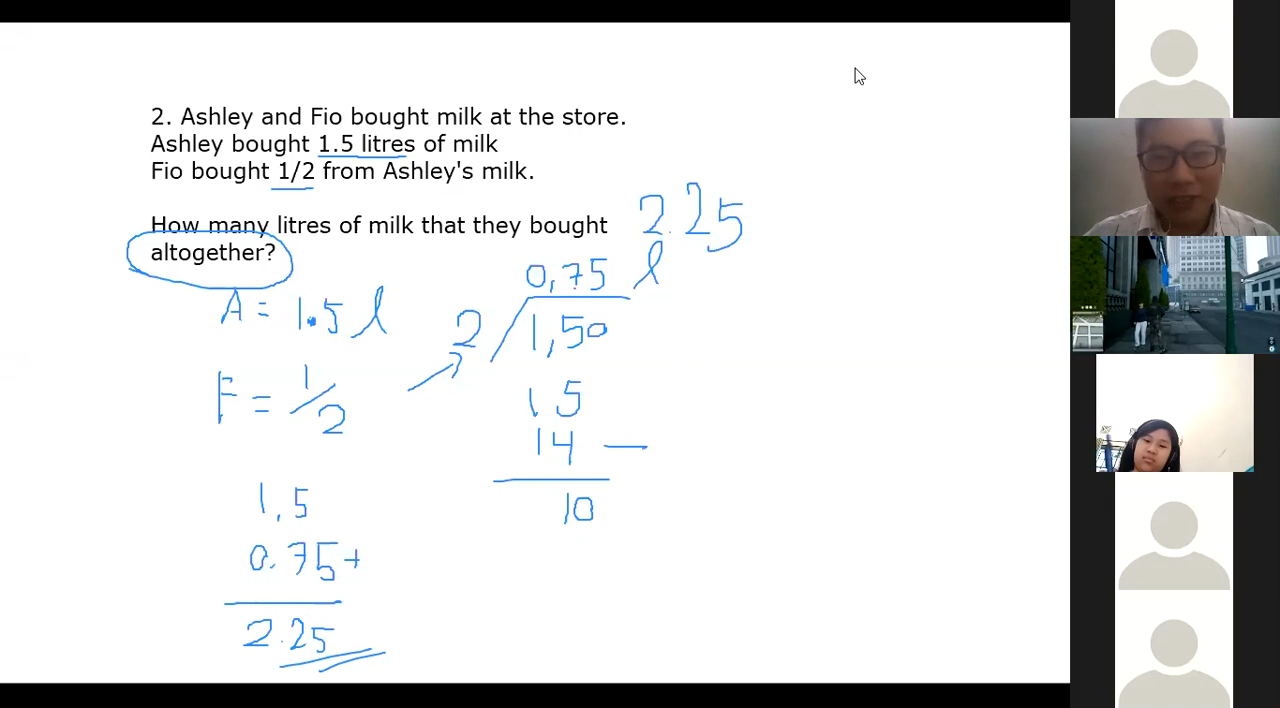 2. Ashley and Fio bought milk at the store.
Ashley bought 1.5 litres of milk
Fio bought 1/2 from Ashley's milk.
How many litres of milk that they bought
altogether?
2.25 l
A = 1.5 l
F = 1/2
0,75
2 1,50
1.5
14 —
10
1,5
0.75+
2.25